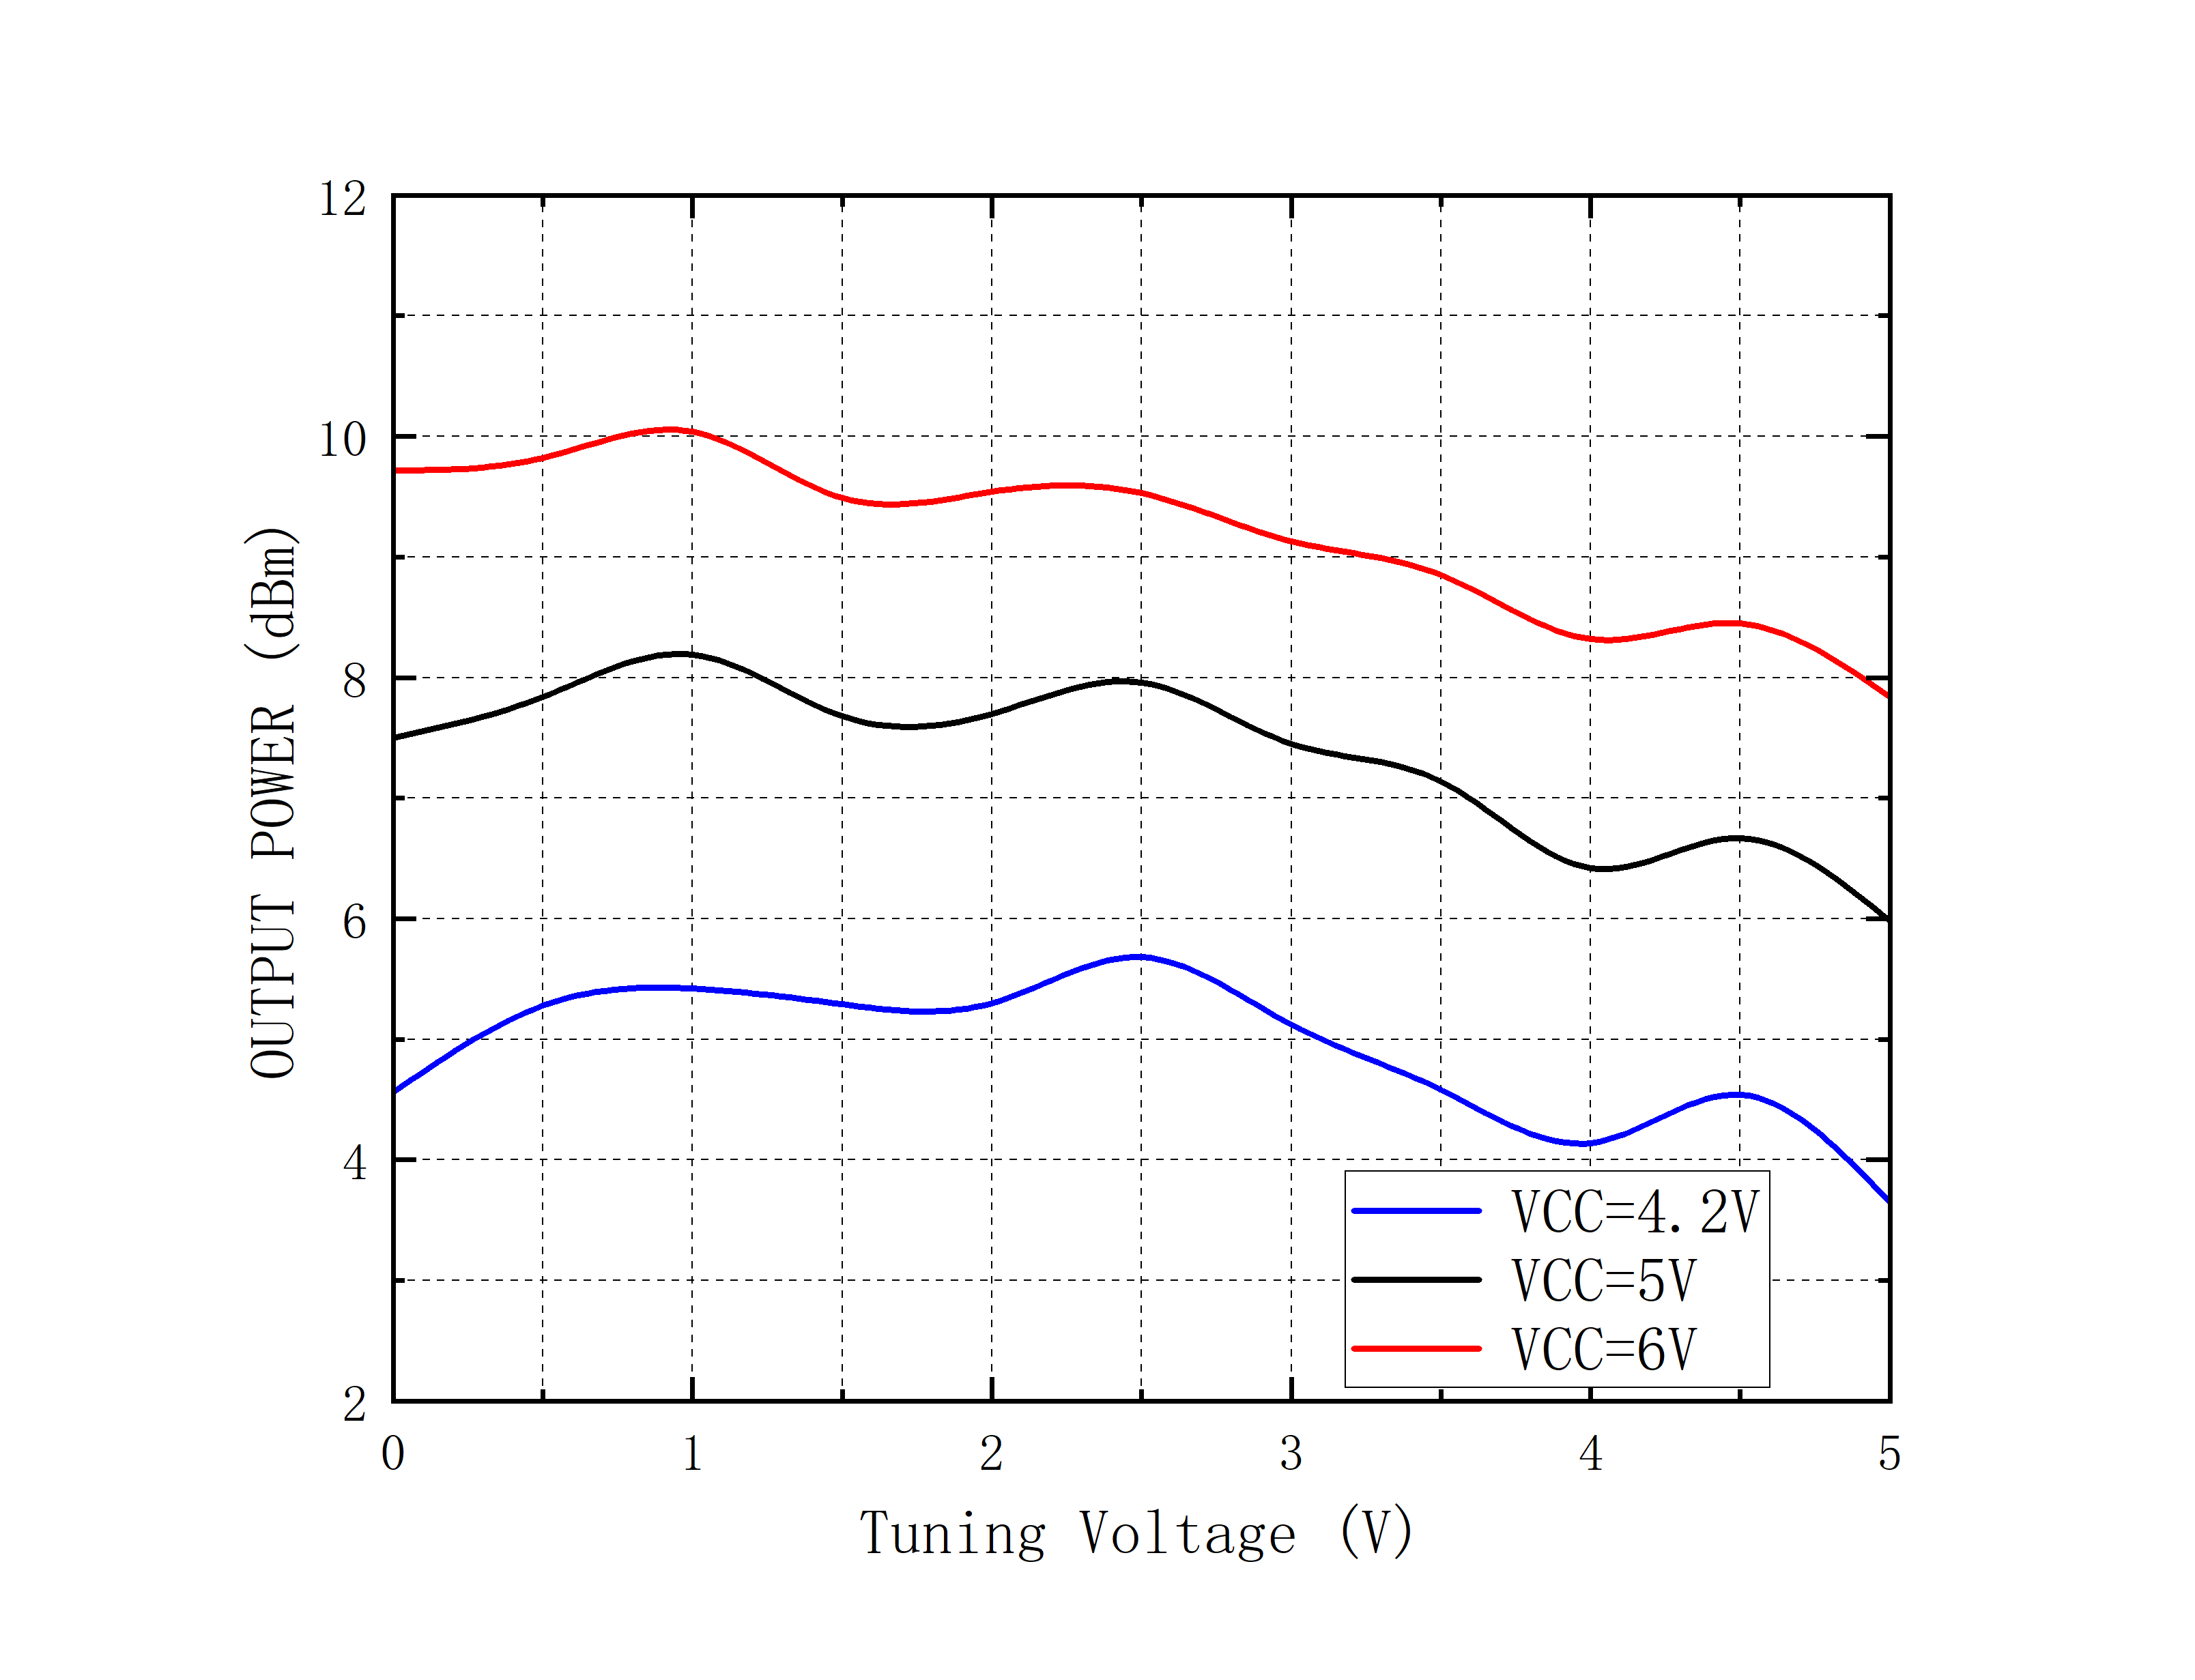 12
10
8
6
4
2
OUTPUT POWER (dBm)
VCC=4.2V
VCC=5V
VCC=6V
0 1 2 3 4 5
Tuning Voltage (V)